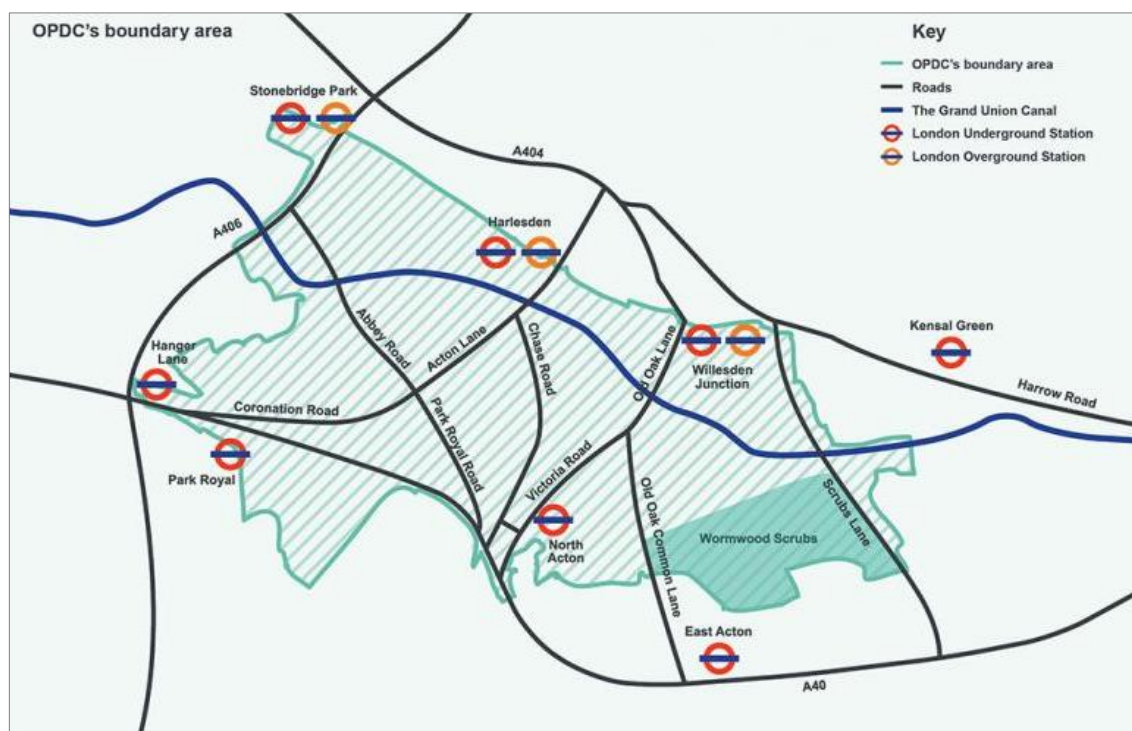 OPDC's boundary area
Key
OPDC's boundary area
Roads
The Grand Union Canal
London Underground Station
London Overground Station
Stonebridge Park
A404
A406
Harlesden
Hanger
Lane
Abbey Road
Acton Lane
Chase Road
Old Oak Lane
Willesden
Junction
Kensal Green
Harrow Road
Coronation Road
Park Royal Road
Park Royal
Victoria Road
North
Acton
Old Oak Common Lane
Wormwood Scrubs
Scrubs Lane
East Acton
A40